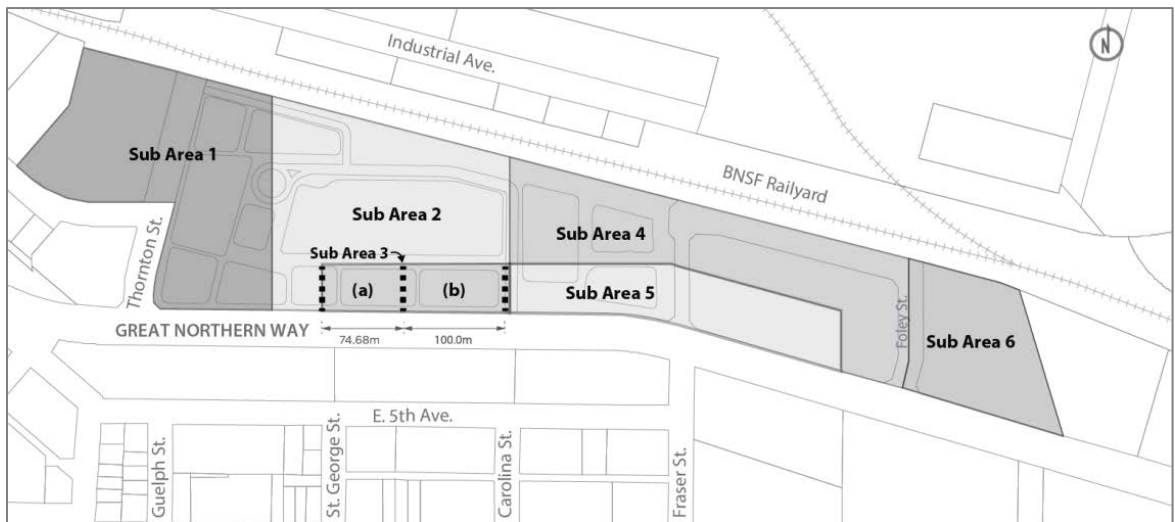 Industrial Ave.
N
Sub Area 1
BNSF Railyard
Sub Area 2
Sub Area 4
Thornton St.
Sub Area 3
(a)
(b)
Sub Area 5
Foley St.
GREAT NORTHERN WAY
74.68m
100.0m
Sub Area 6
E. 5th Ave.
Guelph St.
St. George St.
Carolina St.
Fraser St.